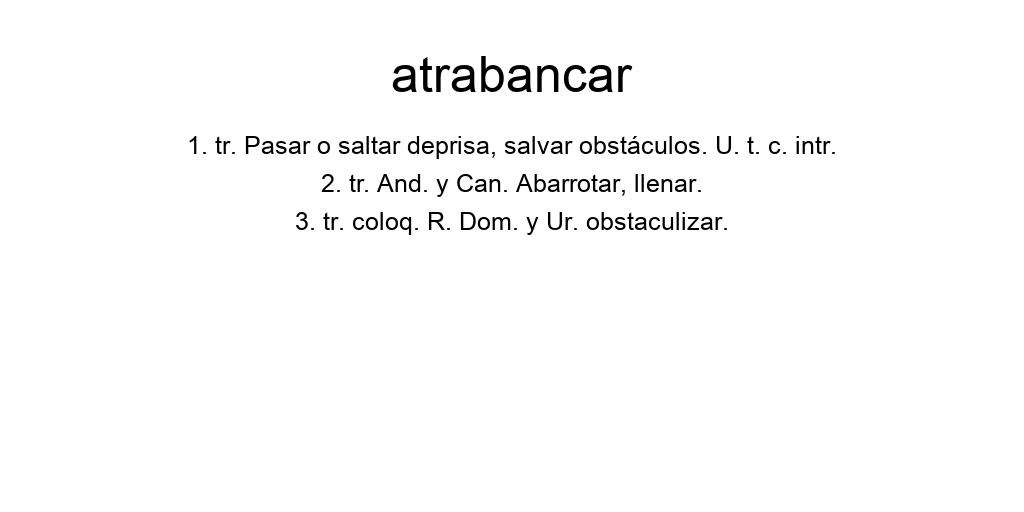 atrabancar
1. tr. Pasar o saltar deprisa, salvar obstáculos. U. t. c. intr.
2. tr. And. y Can. Abarrotar, llenar.
3. tr. coloq. R. Dom. y Ur. obstaculizar.